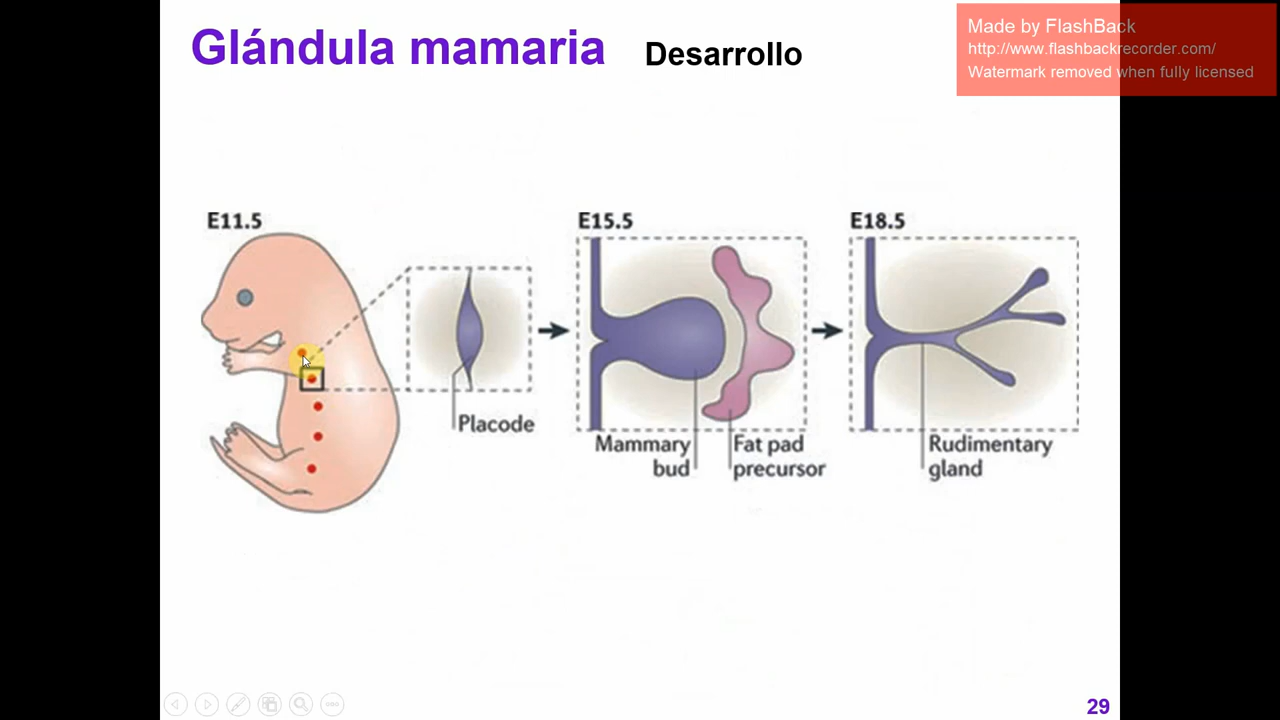 Glándula mamaria Desarrollo
Made by FlashBack
http://www.flashbackrecorder.com/
Watermark removed when fully licensed
E11.5
E15.5
E18.5
Placode
Mammary
bud
Fat pad
precursor
Rudimentary
gland
29